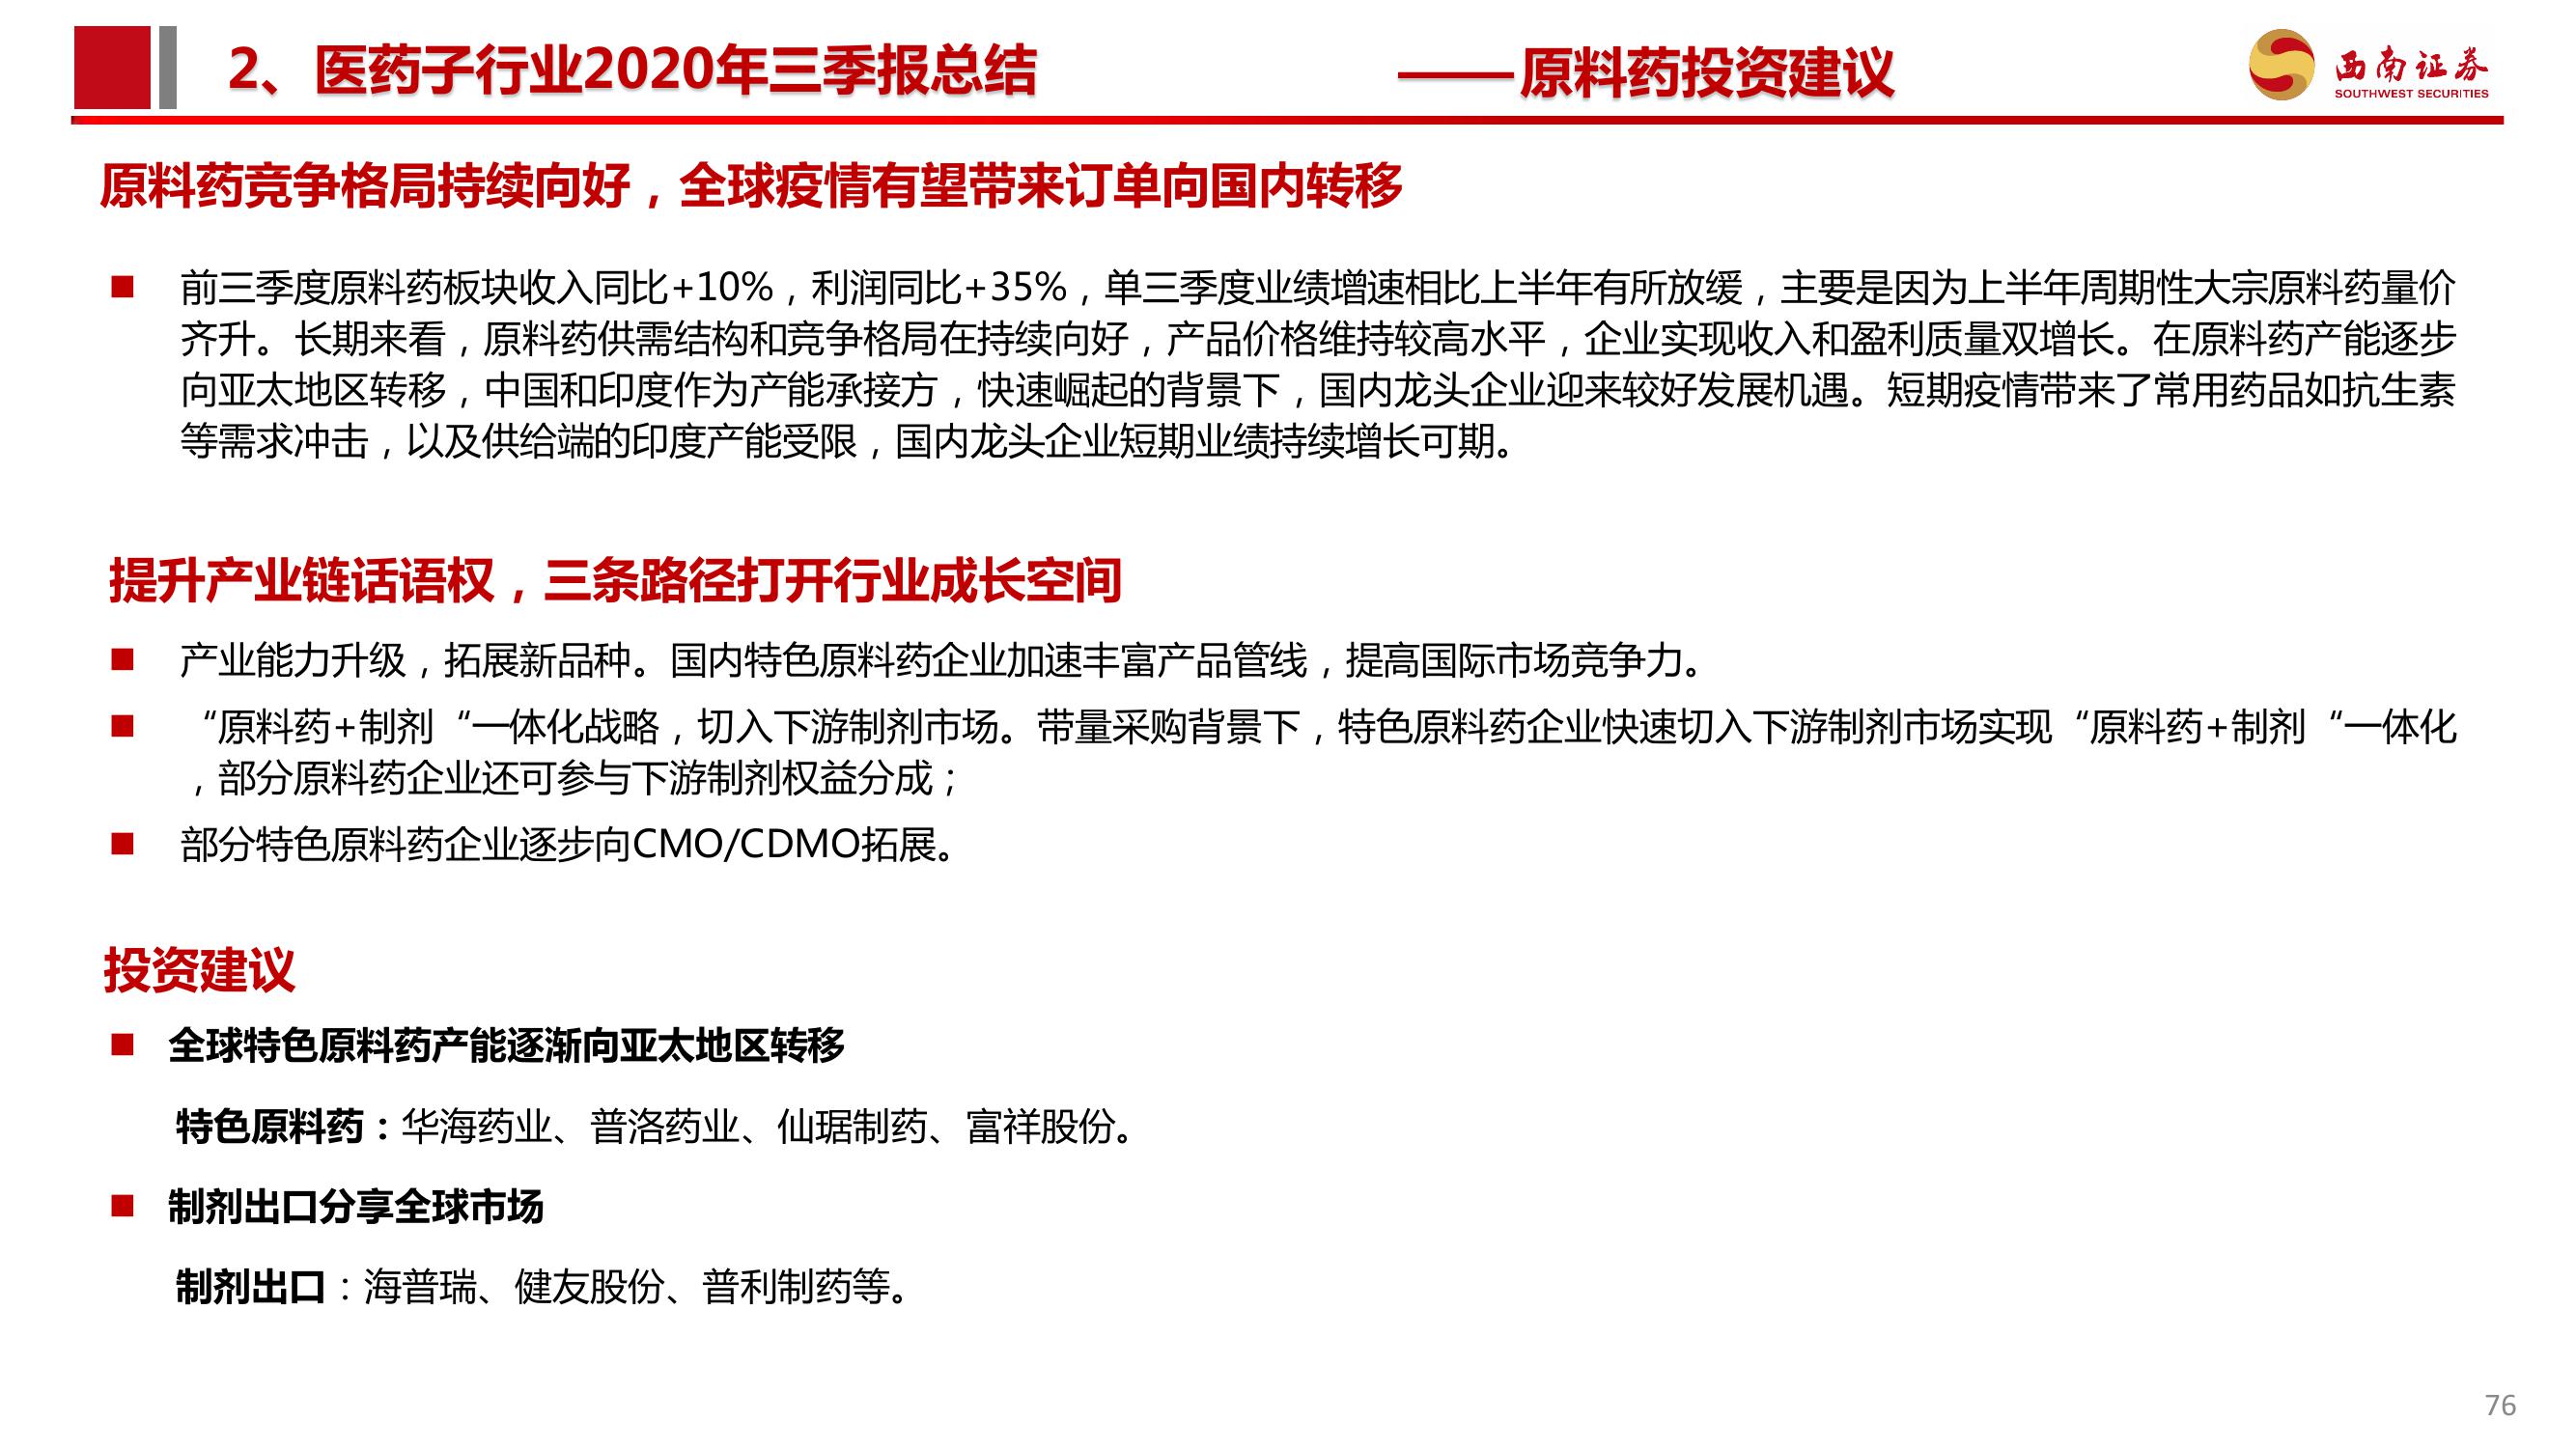 2、医药子行业2020年三季报总结
——原料药投资建议
西南证券
SOUTHWEST SECURITIES
原料药竞争格局持续向好，全球疫情有望带来订单向国内转移
前三季度原料药板块收入同比+10%，利润同比+35%，单三季度业绩增速相比上半年有所放缓，主要是因为上半年周期性大宗原料药量价
齐升。长期来看，原料药供需结构和竞争格局在持续向好，产品价格维持较高水平，企业实现收入和盈利质量双增长。在原料药产能逐步
向亚太地区转移，中国和印度作为产能承接方，快速崛起的背景下，国内龙头企业迎来较好发展机遇。短期疫情带来了常用药品如抗生素
等需求冲击，以及供给端的印度产能受限，国内龙头企业短期业绩持续增长可期。
提升产业链话语权，三条路径打开行业成长空间
产业能力升级，拓展新品种。国内特色原料药企业加速丰富产品管线，提高国际市场竞争力。
“原料药+制剂“一体化战略，切入下游制剂市场。带量采购背景下，特色原料药企业快速切入下游制剂市场实现“原料药+制剂“一体化
，部分原料药企业还可参与下游制剂权益分成；
部分特色原料药企业逐步向CMO/CDMO拓展。
投资建议
全球特色原料药产能逐渐向亚太地区转移
特色原料药：华海药业、普洛药业、仙琚制药、富祥股份。
制剂出口分享全球市场
制剂出口：海普瑞、健友股份、普利制药等。
76